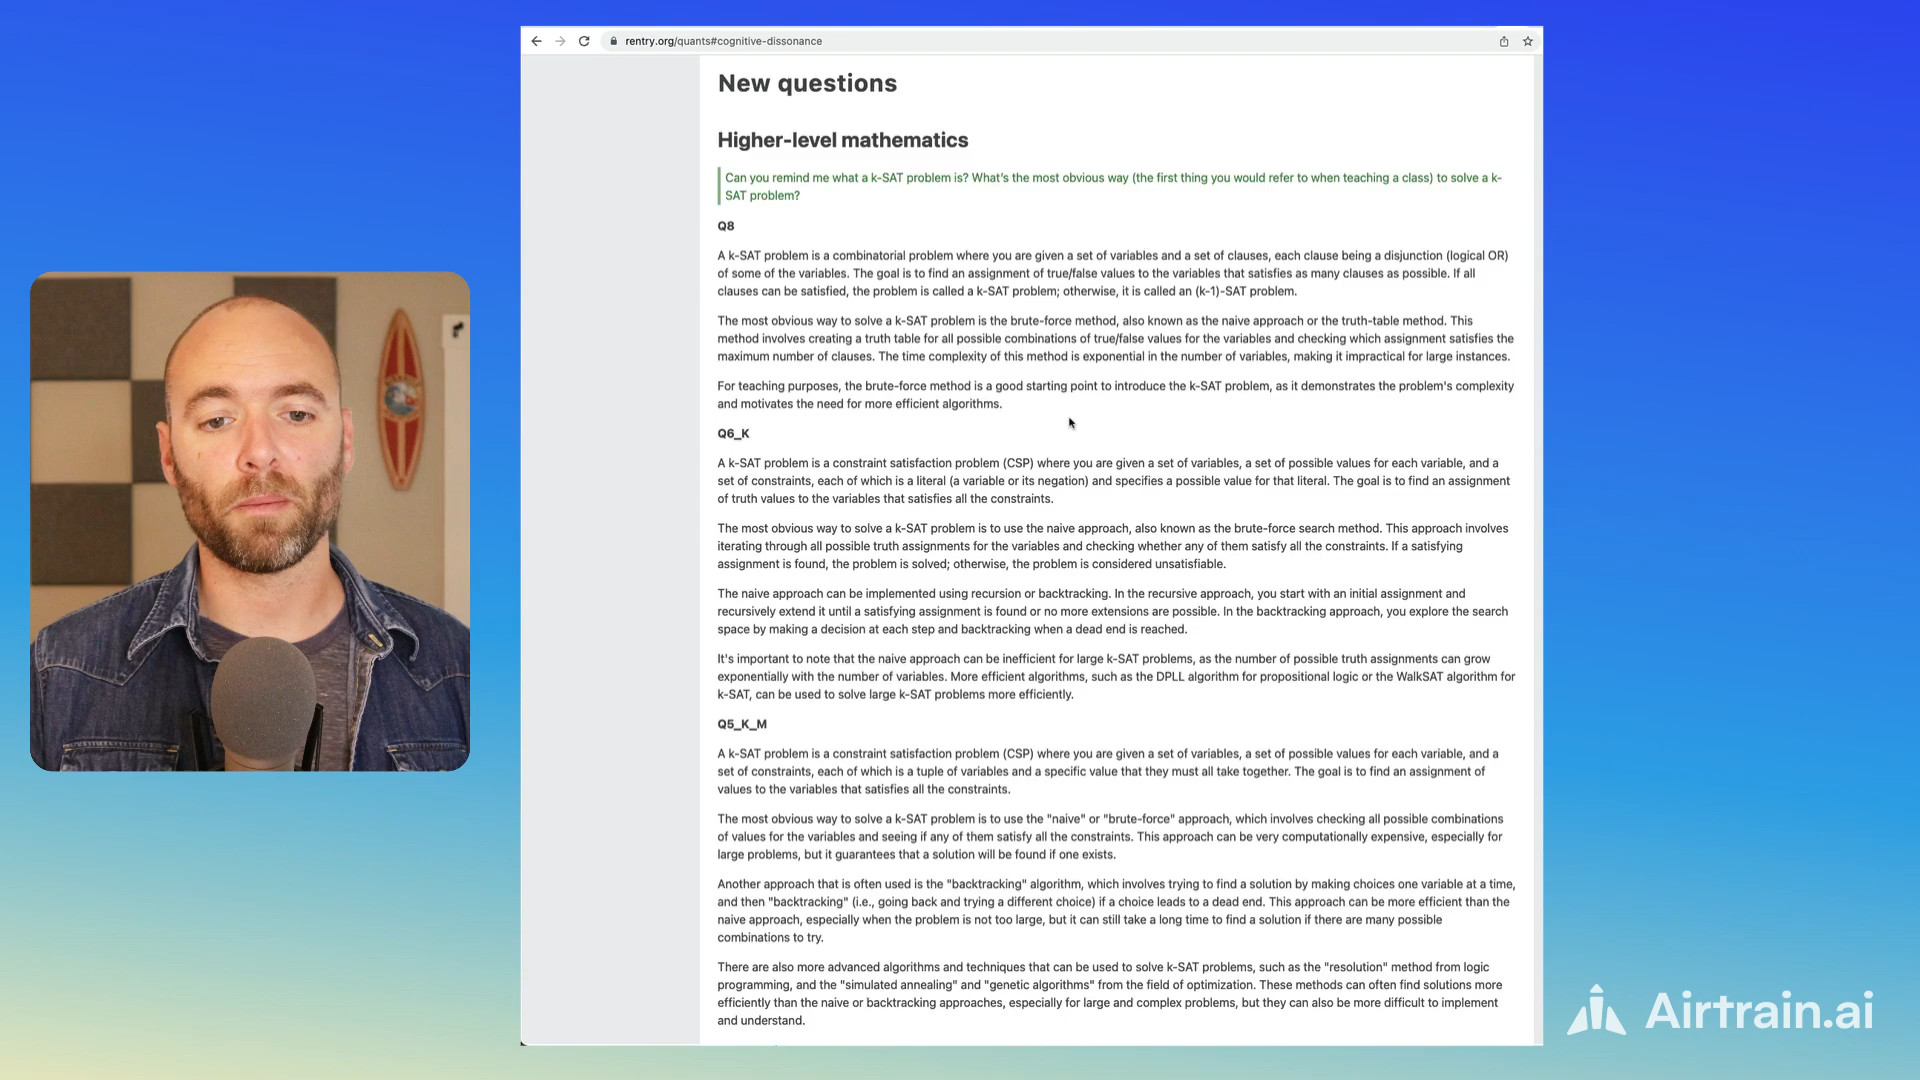 rentry.org/quants#cognitive-dissonance
New questions
Higher-level mathematics
Can you remind me what a k-SAT problem is? What's the most obvious way (the first thing you would refer to when teaching a class) to solve a k-
SAT problem?
Q8
A k-SAT problem is a combinatorial problem where you are given a set of variables and a set of clauses, each clause being a disjunction (logical OR)
of some of the variables. The goal is to find an assignment of true/false values to the variables that satisfies as many clauses as possible. If all
clauses can be satisfied, the problem is called a k-SAT problem; otherwise, it is called an (k-1)-SAT problem.
The most obvious way to solve a k-SAT problem is the brute-force method, also known as the naive approach or the truth-table method. This
method involves creating a truth table for all possible combinations of true/false values for the variables and checking which assignment satisfies the
maximum number of clauses. The time complexity of this method is exponential in the number of variables, making it impractical for large instances.
For teaching purposes, the brute-force method is a good starting point to introduce the k-SAT problem, as it demonstrates the problem's complexity
and motivates the need for more efficient algorithms.
Q6_K
A k-SAT problem is a constraint satisfaction problem (CSP) where you are given a set of variables, a set of possible values for each variable, and a
set of constraints, each of which is a literal (a variable or its negation) and specifies a possible value for that literal. The goal is to find an assignment
of truth values to the variables that satisfies all the constraints.
The most obvious way to solve a k-SAT problem is to use the naive approach, also known as the brute-force search method. This approach involves
iterating through all possible truth assignments for the variables and checking whether any of them satisfy all the constraints. If a satisfying
assignment is found, the problem is solved; otherwise, the problem is considered unsatisfiable.
The naive approach can be implemented using recursion or backtracking. In the recursive approach, you start with an initial assignment and
recursively extend it until a satisfying assignment is found or no more extensions are possible. In the backtracking approach, you explore the search
space by making a decision at each step and backtracking when a dead end is reached.
It's important to note that the naive approach can be inefficient for large k-SAT problems, as the number of possible truth assignments can grow
exponentially with the number of variables. More efficient algorithms, such as the DPLL algorithm for propositional logic or the WalkSAT algorithm for
k-SAT, can be used to solve large k-SAT problems more efficiently.
Q5_K_M
A k-SAT problem is a constraint satisfaction problem (CSP) where you are given a set of variables, a set of possible values for each variable, and a
set of constraints, each of which is a tuple of variables and a specific value that they must all take together. The goal is to find an assignment of
values to the variables that satisfies all the constraints.
The most obvious way to solve a k-SAT problem is to use the "naive" or "brute-force" approach, which involves checking all possible combinations
of values for the variables and seeing if any of them satisfy all the constraints. This approach can be very computationally expensive, especially for
large problems, but it guarantees that a solution will be found if one exists.
Another approach that is often used is the "backtracking" algorithm, which involves trying to find a solution by making choices one variable at a time,
and then "backtracking" (i.e., going back and trying a different choice) if a choice leads to a dead end. This approach can be more efficient than the
naive approach, especially when the problem is not too large, but it can still take a long time to find a solution if there are many possible
combinations to try.
There are also more advanced algorithms and techniques that can be used to solve k-SAT problems, such as the "resolution" method from logic
programming, and the "simulated annealing" and "genetic algorithms" from the field of optimization. These methods can often find solutions more
efficiently than the naive or backtracking approaches, especially for large and complex problems, but they can also be more difficult to implement
and understand.
Airtrain.ai